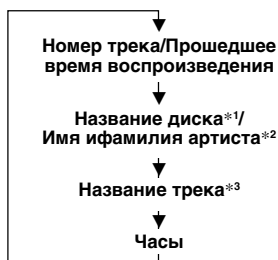 Номер трека/Прошедшее
время воспроизведения
Название диска*1/
Имя ифамилия артиста*2
Название трека*3
Часы